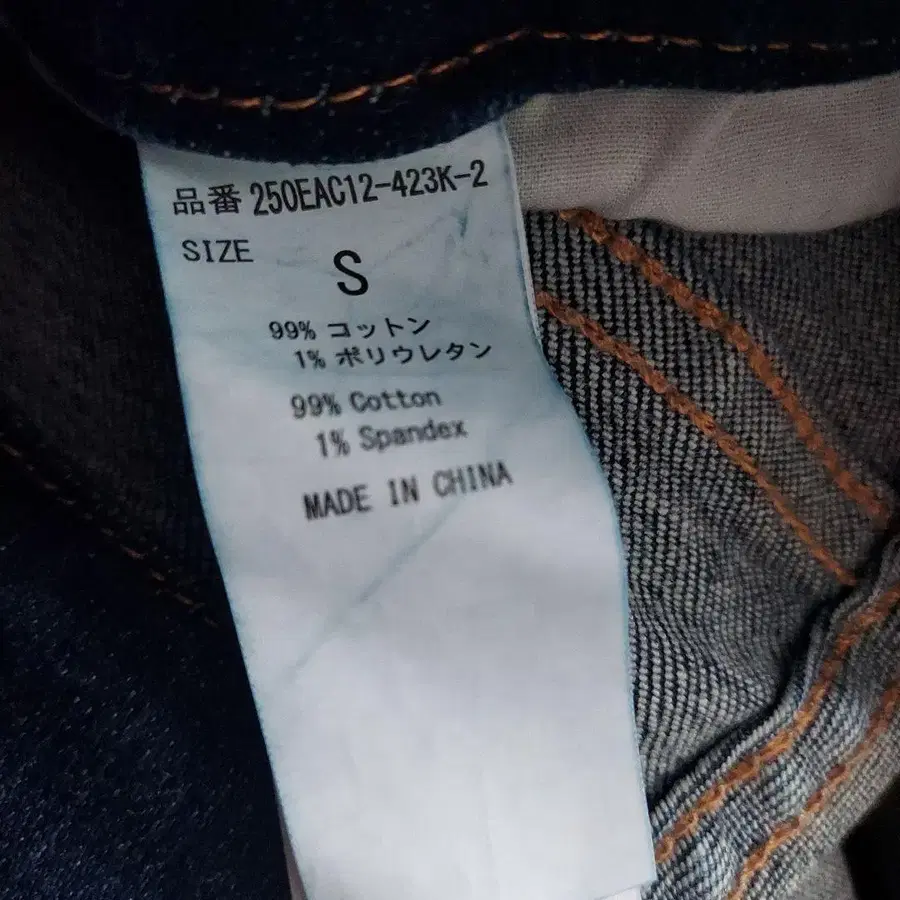 品番 250EAC12-423K-2
SIZE S
99% コットン
1% ポリウレタン
99% Cotton
1% Spandex
MADE IN CHINA